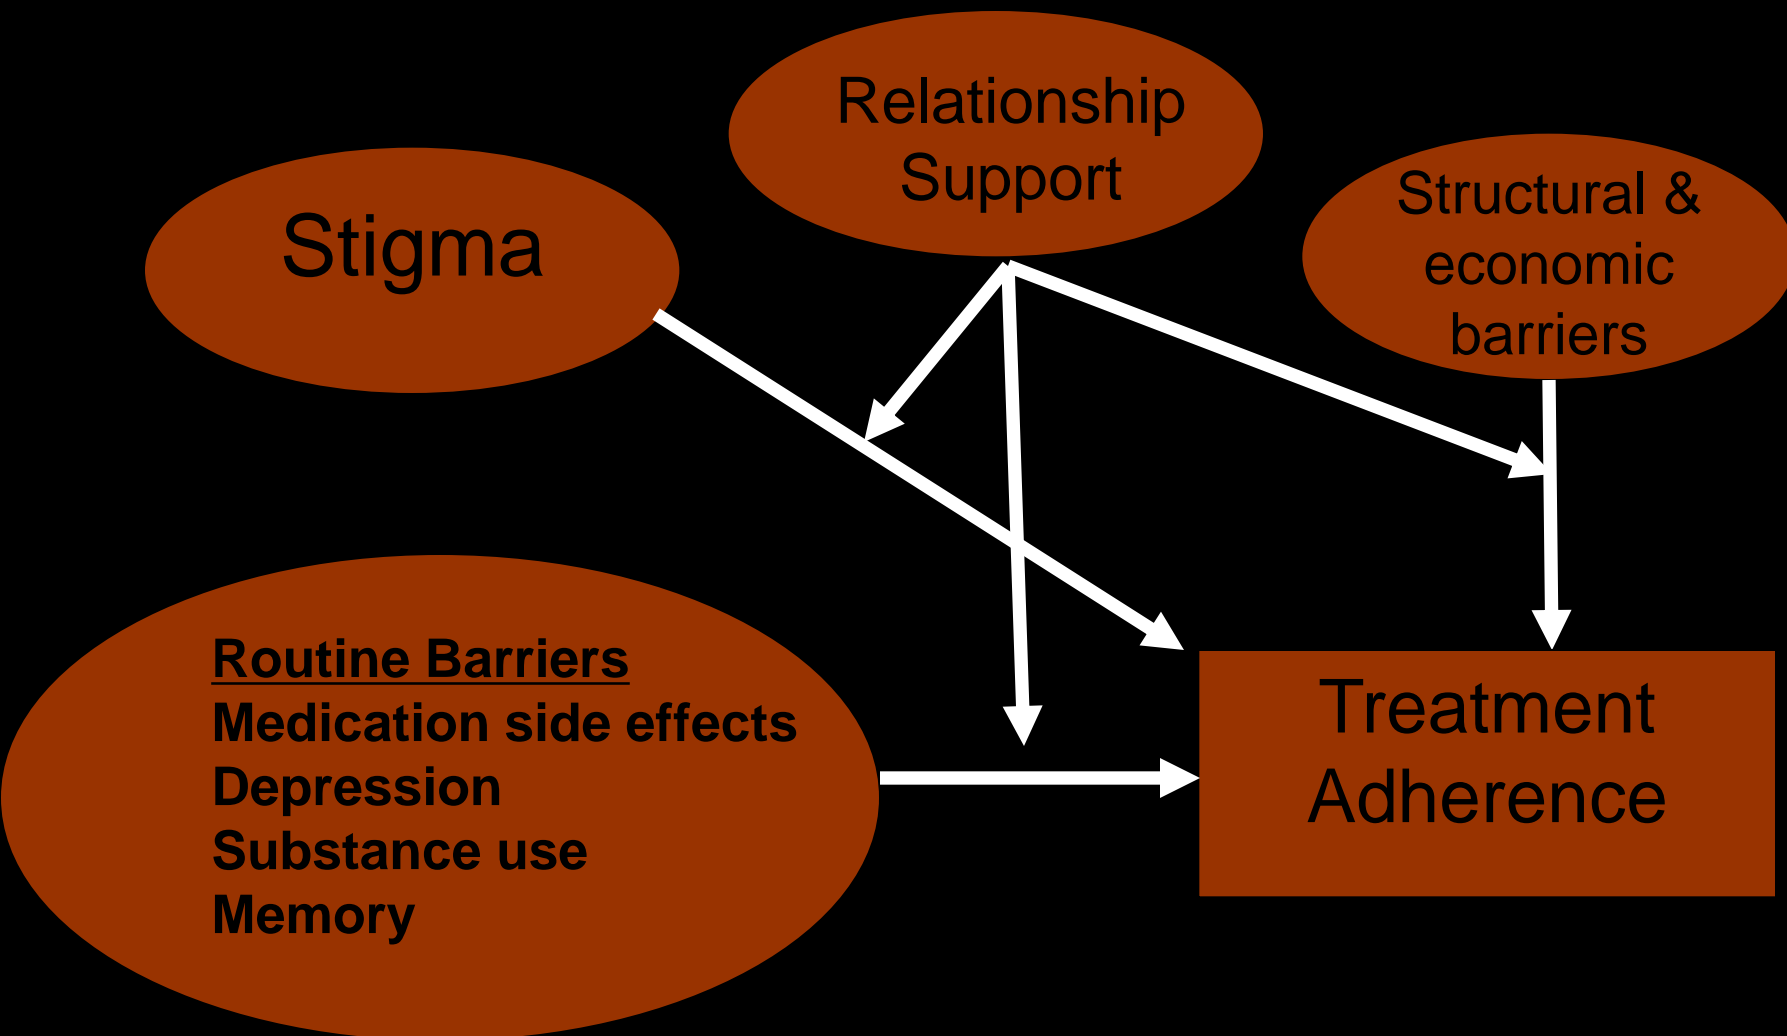 Relationship
Support
Stigma
Structural &
economic
barriers
Routine Barriers
Medication side effects
Depression
Substance use
Memory
Treatment
Adherence